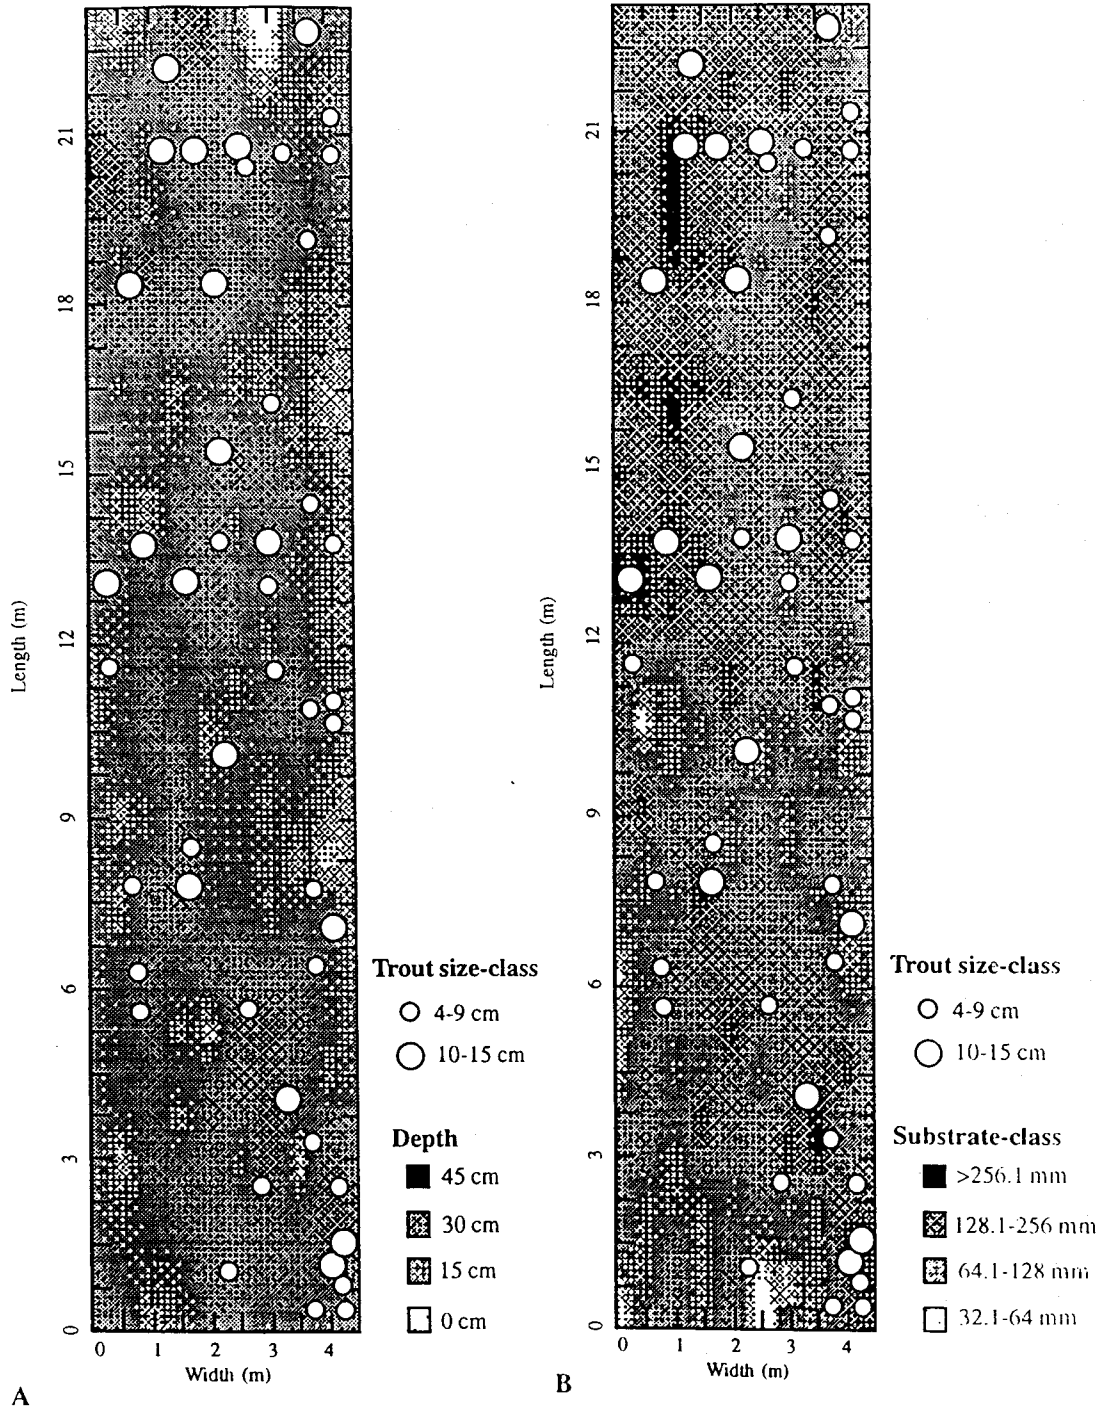 21
18
15
12
9
6
3
0
Length (m)
0 1 2 3 4
Width (m)
A
Trout size-class
4-9 cm
10-15 cm
Depth
45 cm
30 cm
15 cm
0 cm
21
18
15
12
9
6
3
0
Length (m)
0 1 2 3 4
Width (m)
B
Trout size-class
4-9 cm
10-15 cm
Substrate-class
>256.1 mm
128.1-256 mm
64.1-128 mm
32.1-64 mm